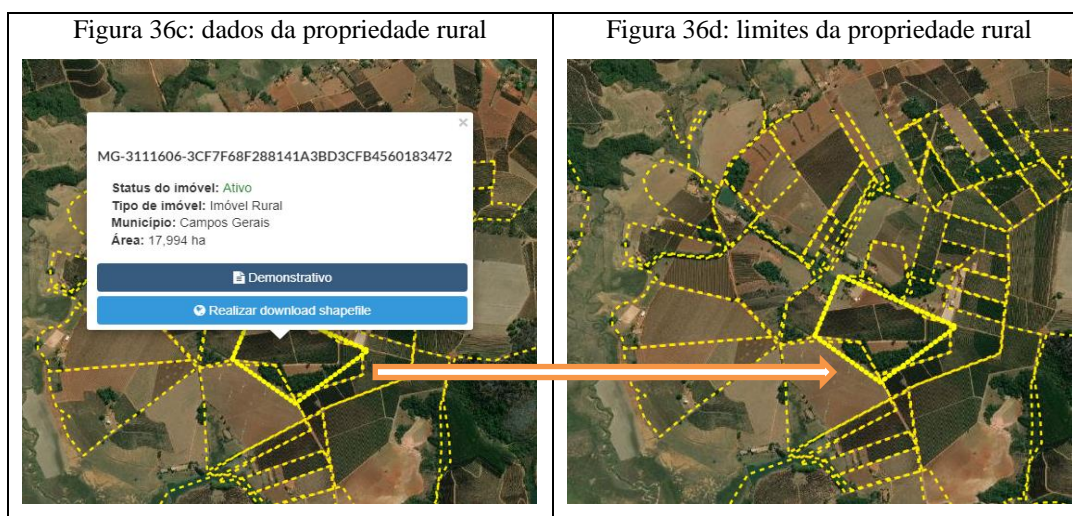 Figura 36c: dados da propriedade rural
Figura 36d: limites da propriedade rural
×
MG-3111606-3CF7F68F288141A3BD3CFB4560183472
Status do imóvel: Ativo
Tipo de imóvel: Imóvel Rural
Município: Campos Gerais
Área: 17,994 ha
Demonstrativo
Realizar download shapefile